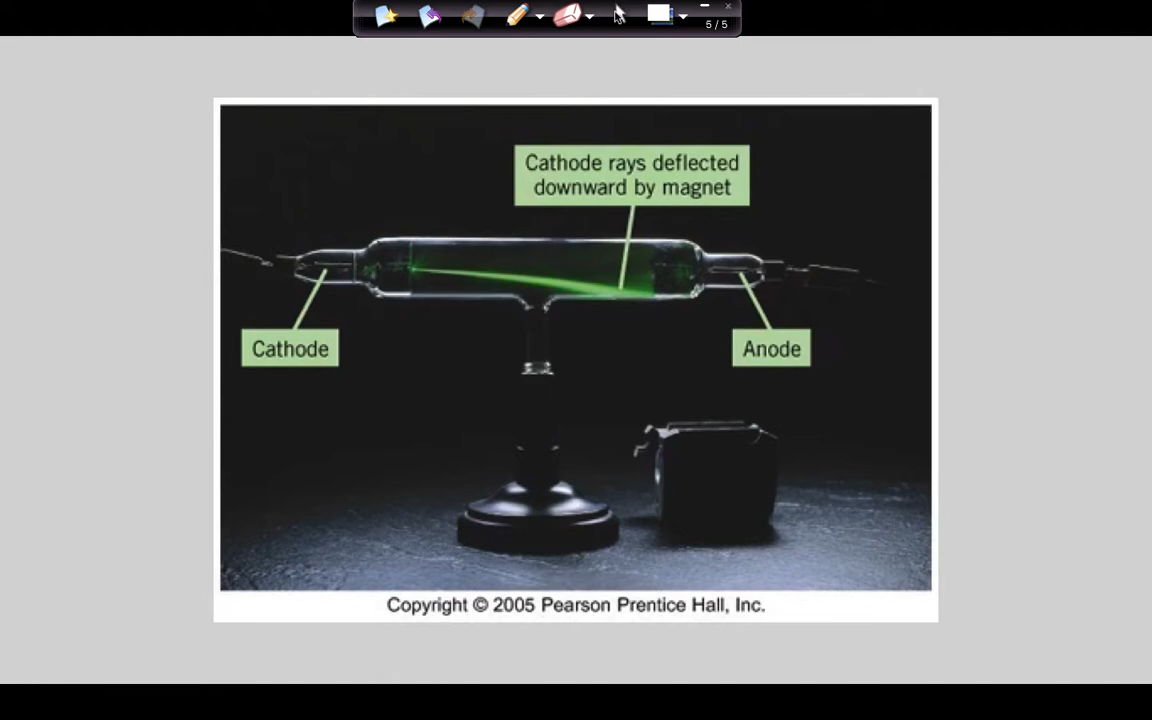 5 / 5
Cathode rays deflected
downward by magnet
Cathode
Anode
Copyright © 2005 Pearson Prentice Hall, Inc.